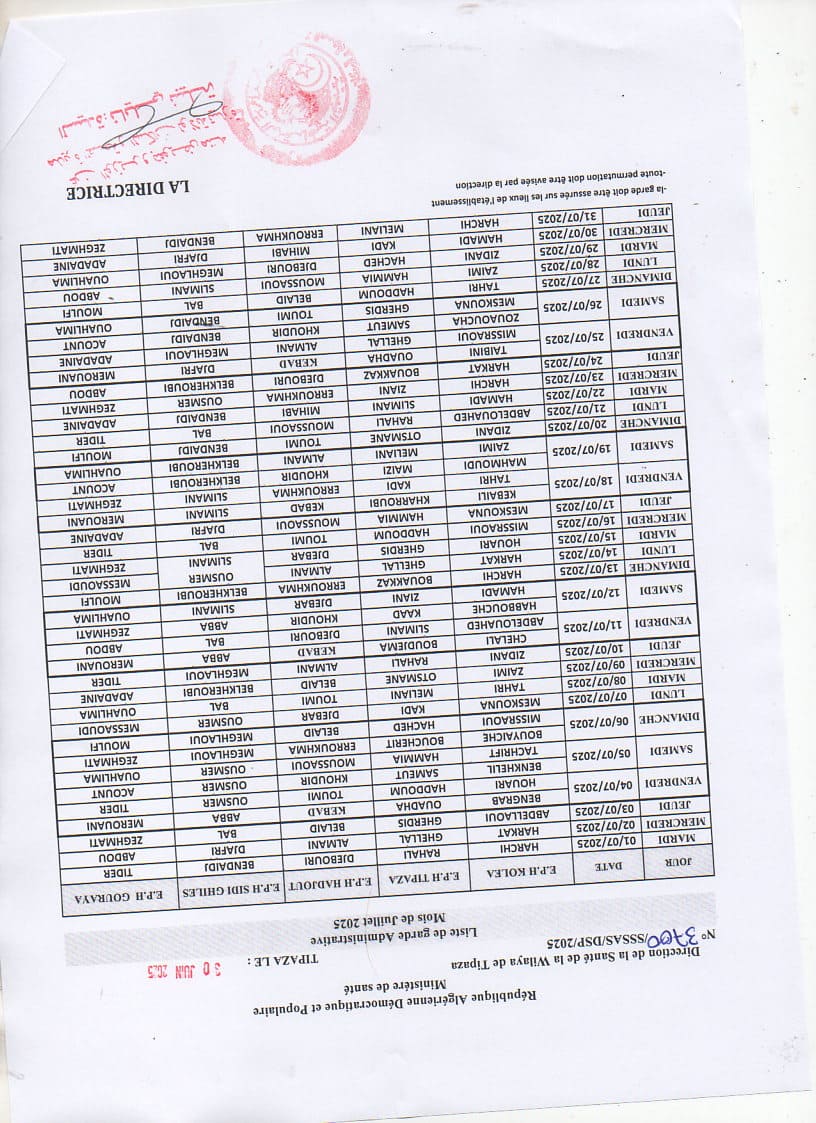 République Algérienne Démocratique et Populaire
Ministére de santé
Direction de la Santé de la Wilaya de Tipaza
TIPAZA LE : 30 JUIN 2025
N° 3700/SSSAS/DSP/2025
Liste de garde Administrative
Mois de Juillet 2025
JOUR DATE E.P.H KOLEA E.P.H TIPAZA E.P.H HADJOUT E.P.H SIDI GHILES E.P.H GOURAYA
MARDI 01/07/2025 HARCHI RAHALI DJEBOURI BENDAIDJ TIDER
MERCREDI 02/07/2025 HARKAT GHELLAL ALMANI DJAFRI ABDOU
JEUDI 03/07/2025 ABDELLAOUI GHERDIS BELAID BAL ZEGHMATI
VENDREDI 04/07/2025 BENGRAB OUADHA KEBAD ABBA MEROUANI
HOUARI HADDOUM TOUMI OUSMER TIDER
SAMEDI 05/07/2025 BENKHELIL SAMEUT KHOUDIR OUSMER ACOUNT
TACHRIFT HAMMIA MOUSSAOUI OUSMER OUAHLIMA
DIMANCHE 06/07/2025 BOUYAICHE BOUCHERIT ERROUKHMA MEGHLAOUI ZEGHMATI
MISSRAOUI HACHED BELAID MEGHLAOUI MOULFI
LUNDI 07/07/2025 MESKOUNA KADI DJEBAR OUSMER MESSAOUDI
MARDI 08/07/2025 TAHRI MELIANI TOUMI BAL OUAHLIMA
MERCREDI 09/07/2025 ZAIMI OTSMANE BELAID BELKHEROUBI ADADAINE
JEUDI 10/07/2025 ZIDANI RAHALI ALMANI MEGHLAOUI TIDER
VENDREDI 11/07/2025 CHELALI BOUDJEMA KEBAD ABBA MEROUANI
ABDELOUAHED SLIMANI DJEBOURI BAL ABDOU
SAMEDI 12/07/2025 HABBOUCHE KAAD KHOUDIR ABBA ZEGHMATI
HAMADI ZIANI DJEBAR SLIMANI OUAHLIMA
DIMANCHE 13/07/2025 HARCHI BOUAKKAZ ERROUKHMA BELKHEROUBI MOULFI
LUNDI 14/07/2025 HARKAT GHELLAL ALMANI OUSMER MESSAOUDI
MARDI 15/07/2025 HOUARI GHERDIS DJEBAR SLIMANI ZEGHMATI
MERCREDI 16/07/2025 MISSRAOUI HADDOUM TOUMI BAL TIDER
JEUDI 17/07/2025 MESKOUNA HAMMIA MOUSSAOUI DJAFRI ADADAINE
VENDREDI 18/07/2025 KEBAILI KHARROUBI KEBAD SLIMANI MEROUANI
TAHRI KADI ERROUKHMA SLIMANI ZEGHMATI
SAMEDI 19/07/2025 MAHMOUDI MAIZI KHOUDIR BELKHEROUBI ACOUNT
ZAIMI MELIANI ALMANI BELKHEROUBI OUAHLIMA
DIMANCHE 20/07/2025 ZIDANI OTSMANE TOUMI BENDAIDJ MOULFI
LUNDI 21/07/2025 ABDELOUAHED RAHALI MOUSSAOUI BAL TIDER
MARDI 22/07/2025 HAMADI SLIMANI MIHABI BENDAIDJ ADADAINE
MERCREDI 23/07/2025 HARCHI ZIANI ERROUKHMA OUSMER ZEGHMATI
JEUDI 24/07/2025 HARKAT BOUAKKAZ DJEBOURI BELKHEROUBI ABDOU
VENDREDI 25/07/2025 TAIBINI OUADHA KEBAD DJAFRI MEROUANI
MISSRAOUI GHELLAL ALMANI MEGHLAOUI ADADAINE
SAMEDI 26/07/2025 ZOUAOUCHA SAMEUT KHOUDIR BENDAIDJ ACOUNT
MESKOUNA GHERDIS TOUMI BENDAIDJ OUAHLIMA
DIMANCHE 27/07/2025 TAHRI HADDOUM BELAID BAL MOULFI
LUNDI 28/07/2025 ZAIMI HAMMIA MOUSSAOUI SLIMANI ABDOU
MARDI 29/07/2025 ZIDANI HACHED DJEBOURI MEGHLAOUI OUAHLIMA
MERCREDI 30/07/2025 HAMADI KADI MIHABI DJAFRI ADADAINE
JEUDI 31/07/2025 HARCHI MELIANI ERROUKHMA BENDAIDJ ZEGHMATI
-la garde doit être assurée sur les lieux de l'établissement
-toute permutation doit être avisée par la direction
LA DIRECTRICE
عن الوزير و بتفويض منه
مديرة الصحة و السكان لولاية تيبازة
السيدة: نايلي نبيلة